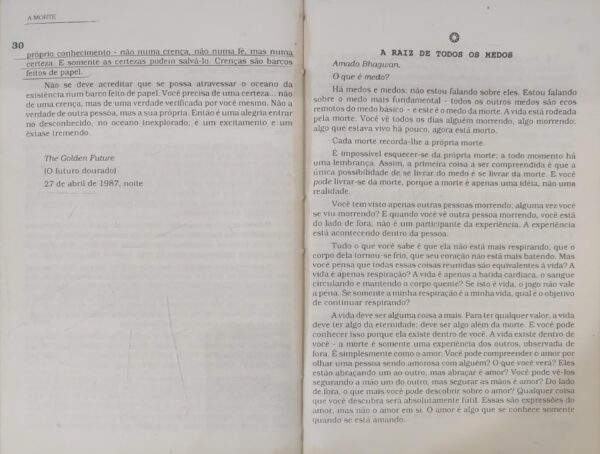 A MORTE
30
próprio conhecimento - não numa crença, não numa fé, mas numa
certeza. E somente as certezas podem salvá-lo. Crenças são barcos
feitos de papel.
Não se deve acreditar que se possa atravessar o oceano da
existência num barco feito de papel. Você precisa de uma certeza... não
de uma crença, mas de uma verdade verificada por você mesmo. Não a
verdade de outra pessoa, mas a sua própria. Então é uma alegria entrar
no desconhecido, no oceano inexplorado; é um excitamento e um
êxtase tremendo.
The Golden Future
(O futuro dourado)
27 de abril de 1987, noite
A RAIZ DE TODOS OS MEDOS
Amado Bhagwan,
O que é medo?
Há medos e medos; não estou falando sobre eles. Estou falando
sobre o medo mais fundamental - todos os outros medos são ecos
remotos do medo básico - e este é o medo da morte. A vida está rodeada
pela morte. Você vê todos os dias alguém morrendo, algo morrendo;
algo que estava vivo há pouco, agora está morto.
Cada morte recorda-lhe a própria morte.
É impossível esquecer-se da própria morte; a todo momento há
uma lembrança. Assim, a primeira coisa a ser compreendida é que a
única possibilidade de se livrar do medo é se livrar da morte. E você
pode livrar-se da morte, porque a morte é apenas uma idéia, não uma
realidade.
Você tem visto apenas outras pessoas morrendo; alguma vez você
se viu morrendo? E quando você vê outra pessoa morrendo, você está
do lado de fora, não é um participante da experiência. A experiência
está acontecendo dentro da pessoa.
Tudo o que você sabe é que ela não está mais respirando, que o
corpo dela tornou-se frio, que seu coração não está mais batendo. Mas
você pensa que todas essas coisas reunidas são equivalentes à vida? A
vida é apenas respiração? A vida é apenas a batida cardíaca, o sangue
circulando e mantendo o corpo quente? Se isto é vida, o jogo não vale
a pena. Se somente a minha respiração é a minha vida, qual é o objetivo
de continuar respirando?
A vida deve ser alguma coisa a mais. Para ter qualquer valor, a vida
deve ter algo da eternidade; deve ser algo além da morte. E você pode
conhecer isso porque ela existe dentro de você. A vida existe dentro de
você - a morte é somente uma experiência dos outros, observada de
fora. É simplesmente como o amor. Você pode compreender o amor por
olhar uma pessoa sendo amorosa com alguém? O que você verá? Eles
estão abraçando um ao outro, mas abraçar é amor? Você pode vê-los
segurando a mão um do outro, mas segurar as mãos é amor? Do lado
de fora, o que mais você pode descobrir sobre o amor? Qualquer coisa
que você descubra será absolutamente fútil. Essas são expressões do
amor, mas não o amor em si. O amor é algo que se conhece somente
quando se está amando.